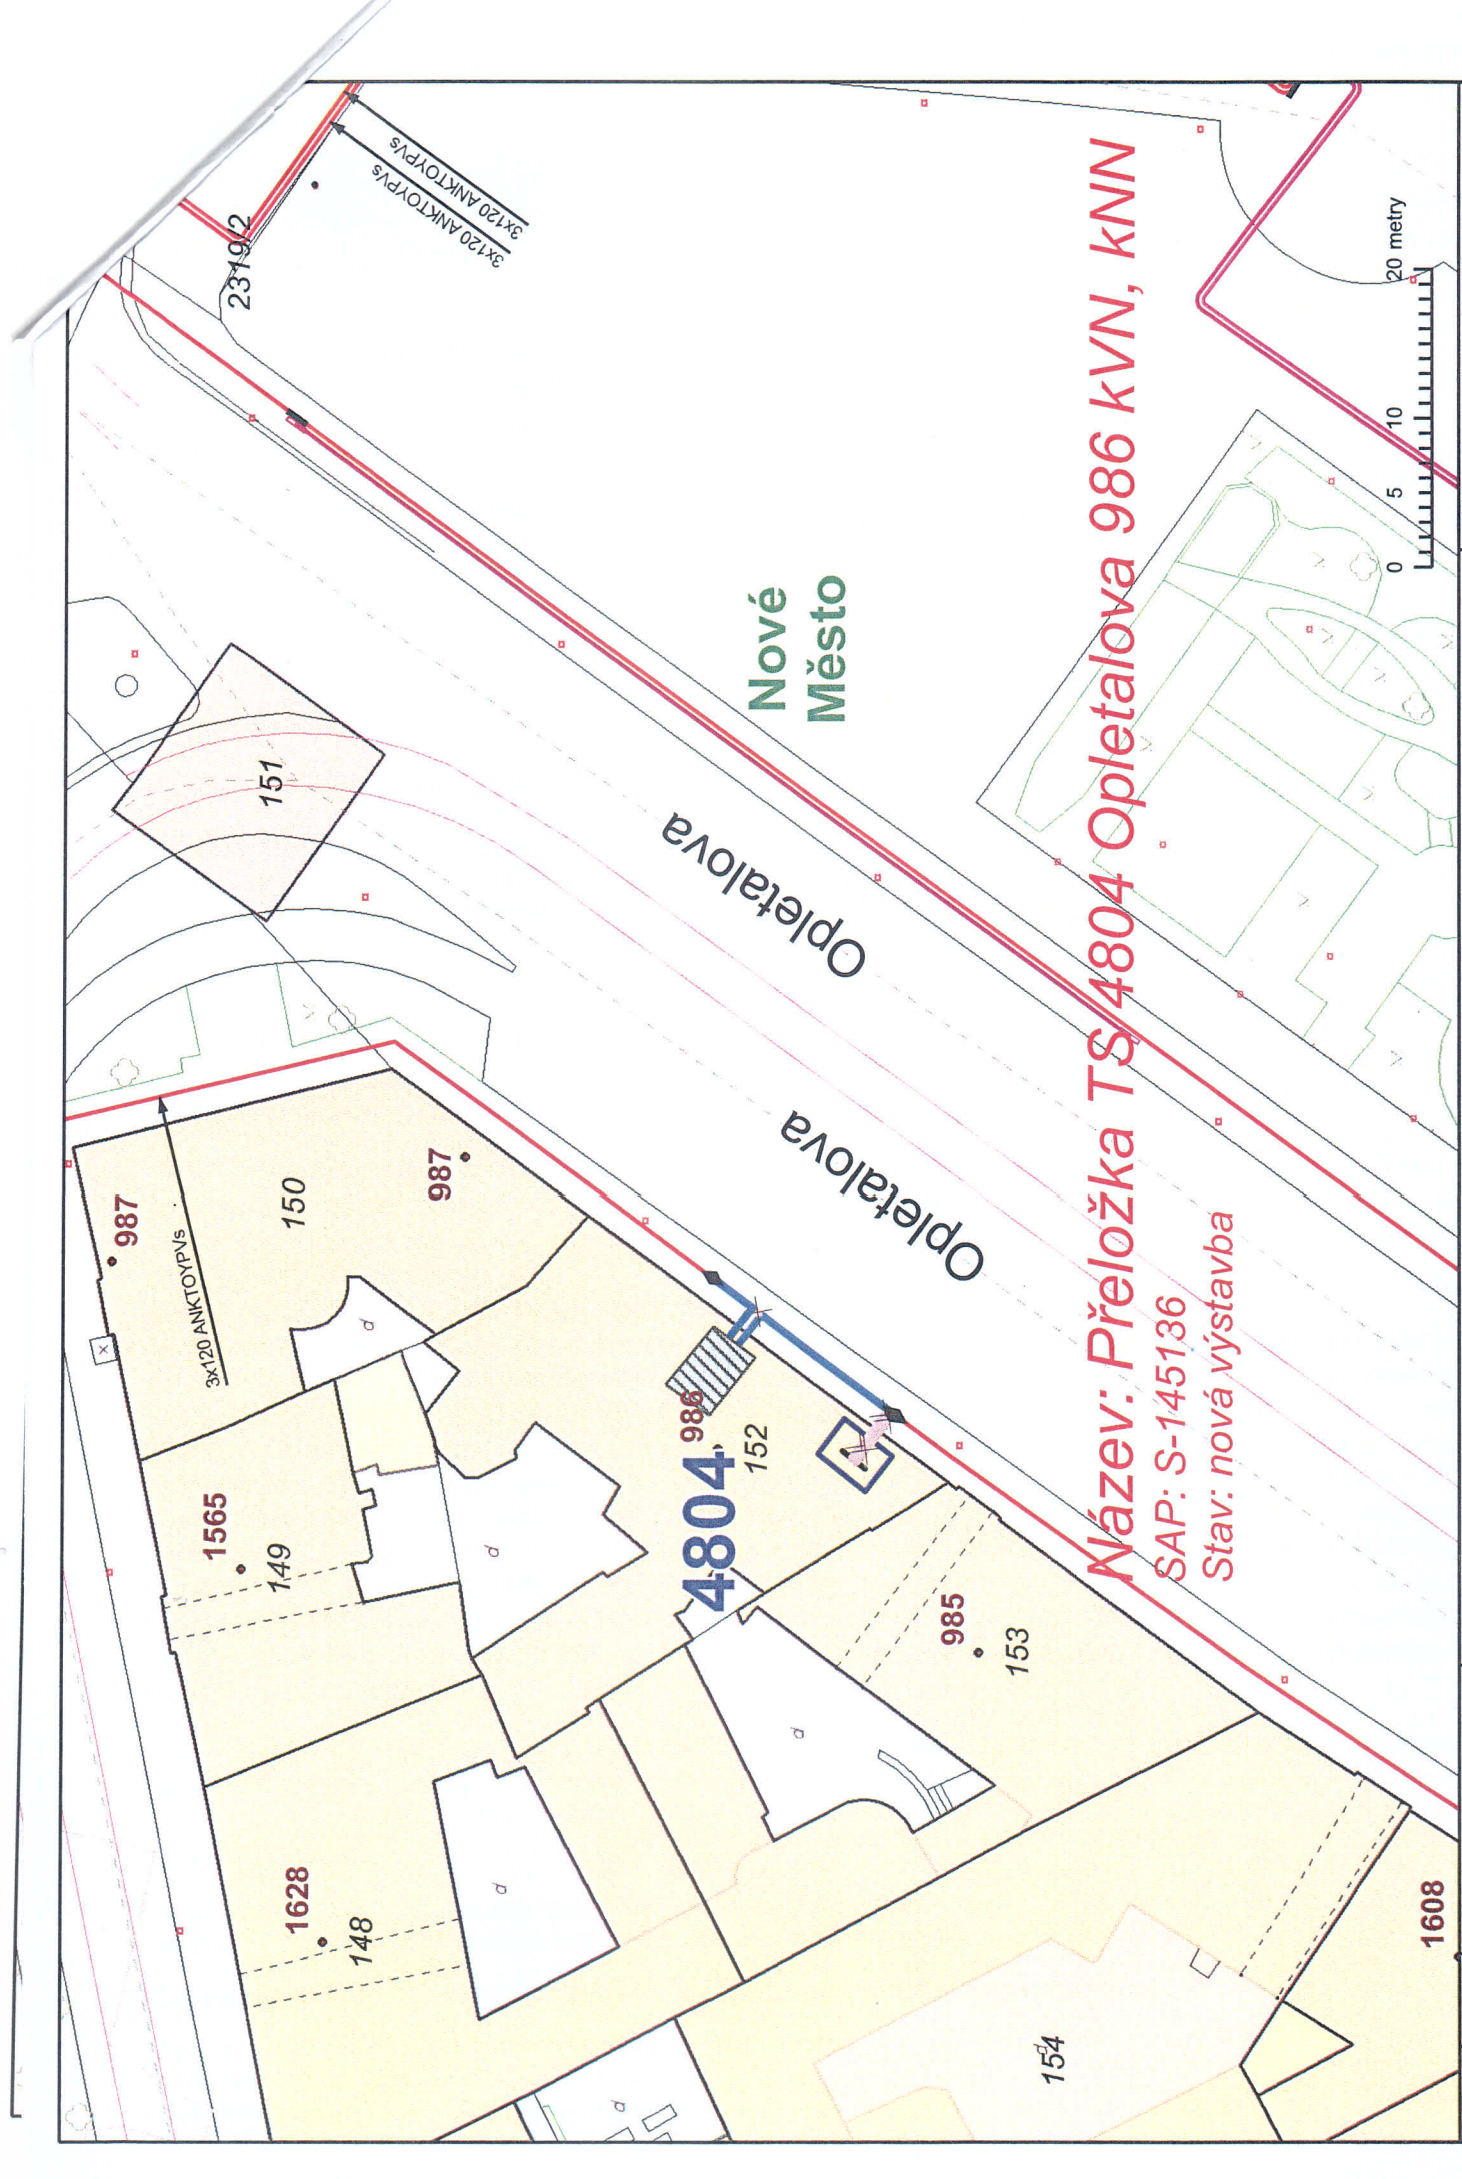 Název: Přeložka TS 4804 Opletalova 986 kVN, kNN
SAP: S-145136
Stav: nová výstavba
Nové
Město
Opletalova
Opletalova
4804
986
152
987
987
150
3x120 ANKTOYPVs
1565
149
1628
148
985
153
154
1608
151
2319/2
3x120 ANKTOYPVs
3x120 ANKTOYPVs
0 5 10 20 metry
d
d
d
d
d
d